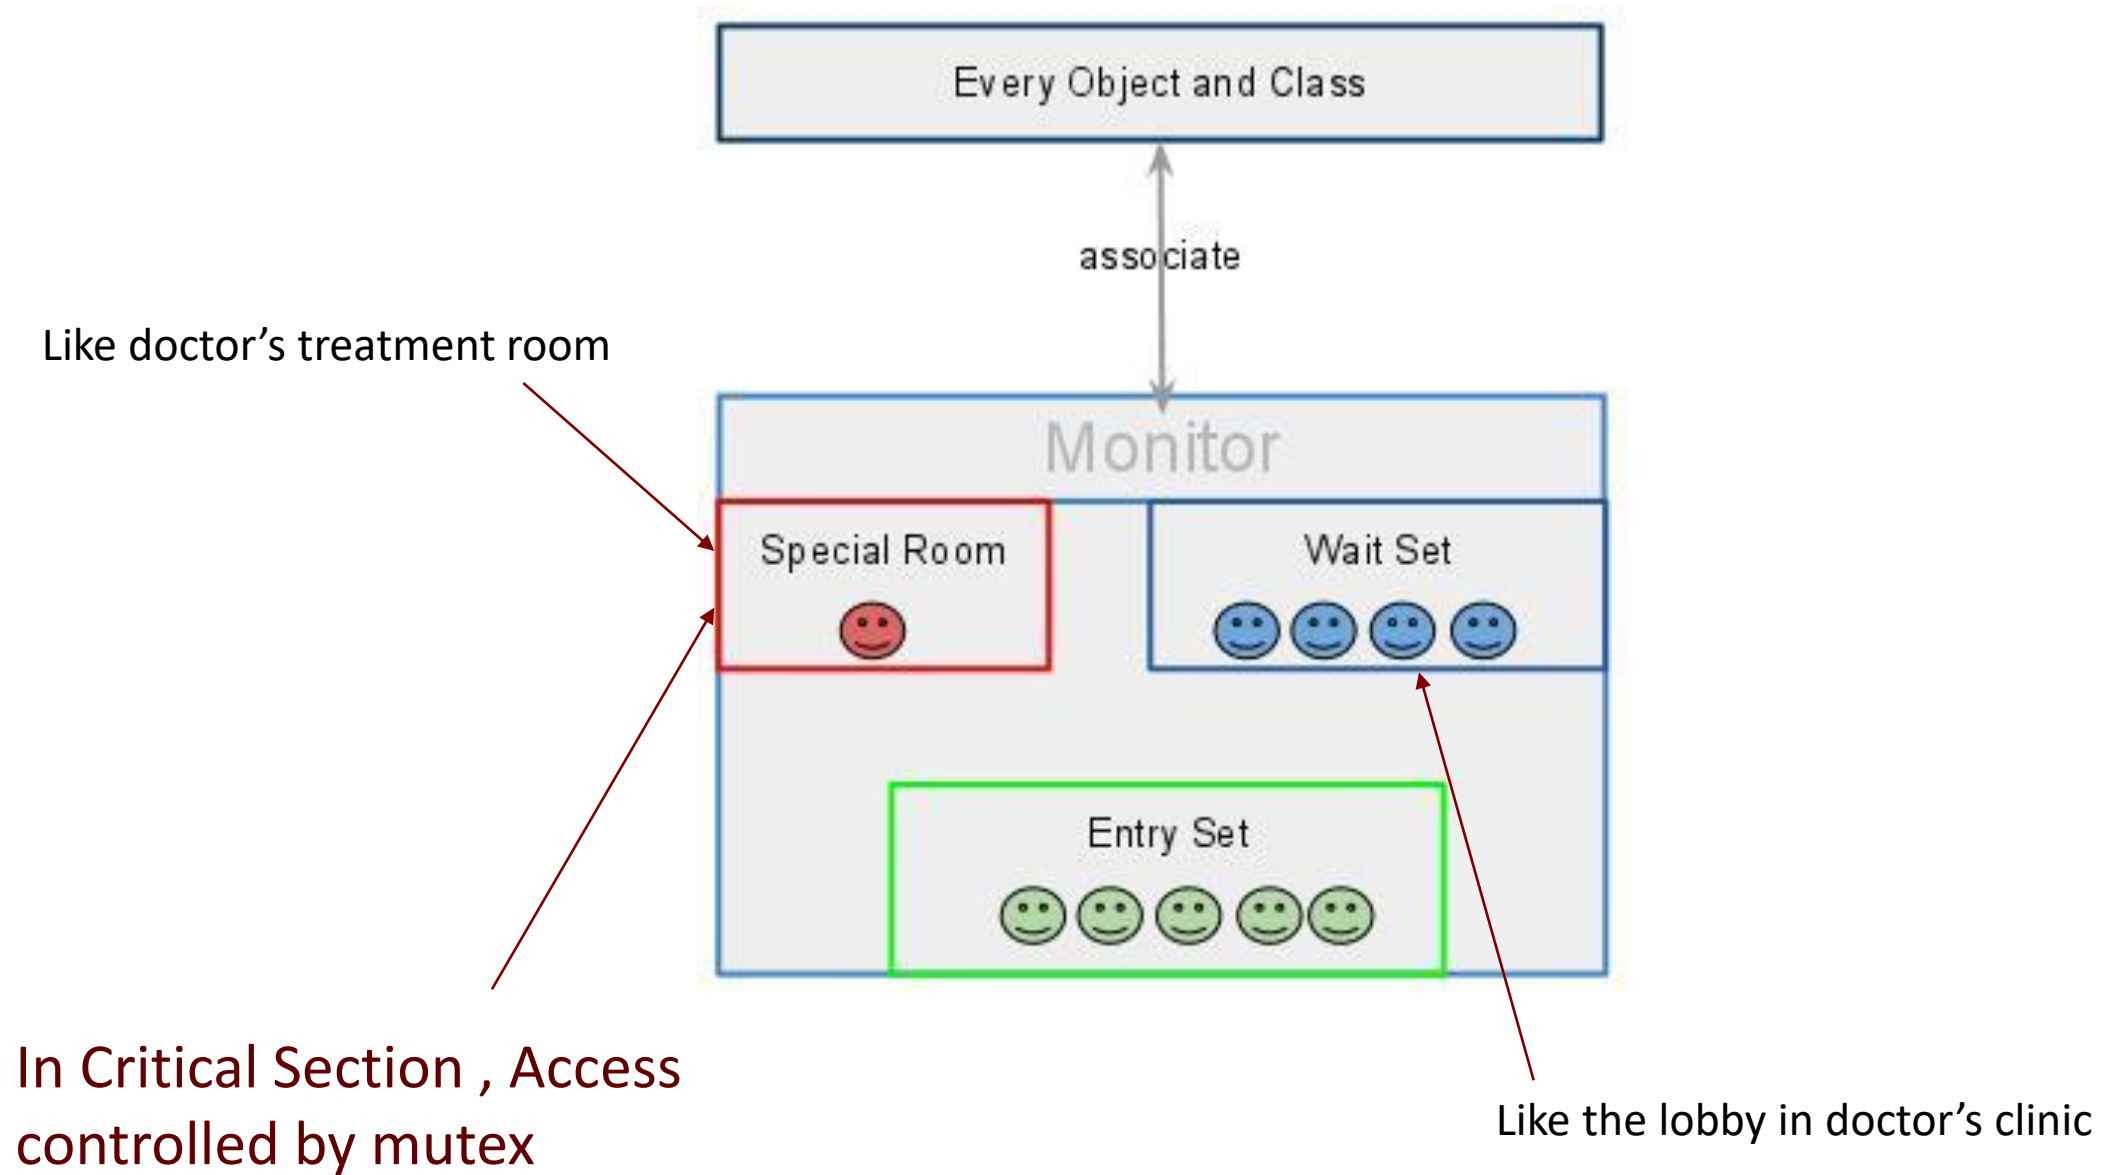 Every Object and Class
associate
Like doctor’s treatment room
Monitor
Special Room
Wait Set
Entry Set
In Critical Section , Access
controlled by mutex
Like the lobby in doctor’s clinic